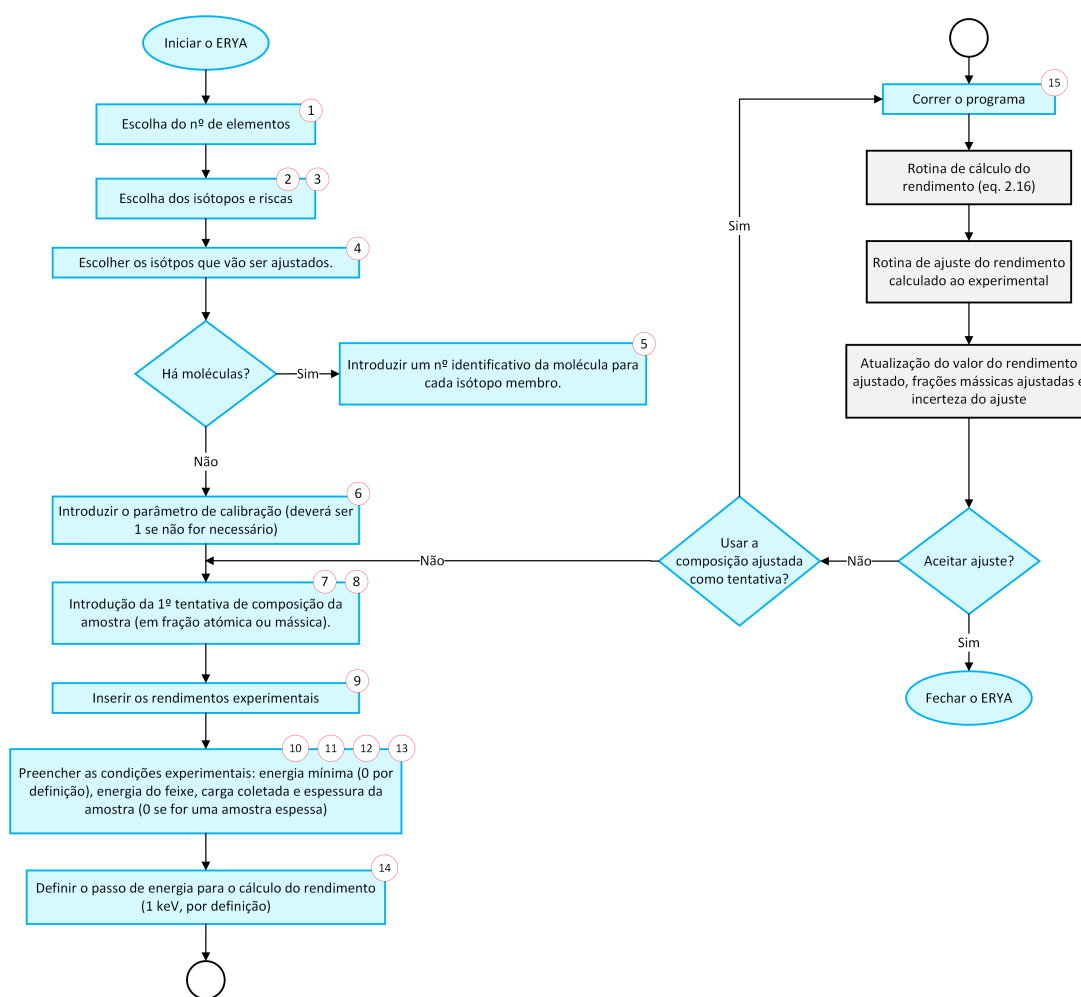 Iniciar o ERYA
1
Escolha do nº de elementos
2
3
Escolha dos isótopos e riscas
4
Escolher os isótpos que vão ser ajustados.
Há moléculas?
Sim
5
Introduzir um nº identificativo da molécula para
cada isótopo membro.
Não
6
Introduzir o parâmetro de calibração (deverá ser
1 se não for necessário)
7
8
Introdução da 1º tentativa de composição da
amostra (em fração atómica ou mássica).
9
Inserir os rendimentos experimentais
10
11
12
13
Preencher as condições experimentais: energia mínima (0 por
definição), energia do feixe, carga coletada e espessura da
amostra (0 se for uma amostra espessa)
14
Definir o passo de energia para o cálculo do rendimento
(1 keV, por definição)
15
Correr o programa
Rotina de cálculo do
rendimento (eq. 2.16)
Rotina de ajuste do rendimento
calculado ao experimental
Atualização do valor do rendimento
ajustado, frações mássicas ajustadas e
incerteza do ajuste
Aceitar ajuste?
Não
Usar a
composição ajustada
como tentativa?
Sim
Não
Sim
Fechar o ERYA